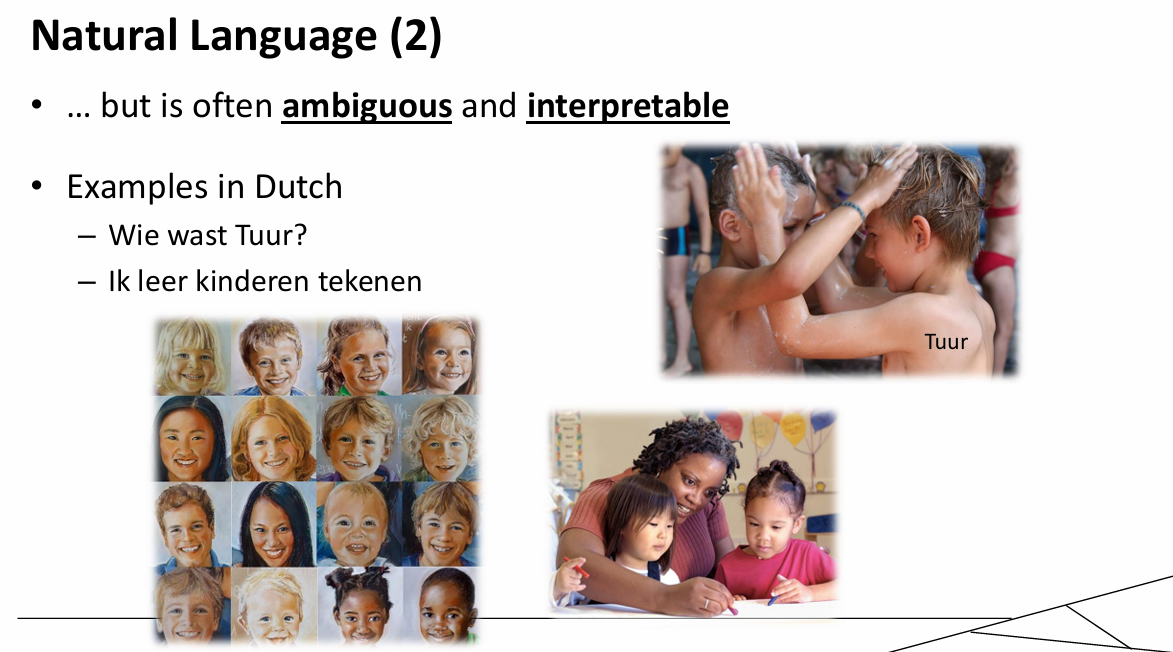 Natural Language (2)
• … but is often ambiguous and interpretable
• Examples in Dutch
– Wie wast Tuur?
– Ik leer kinderen tekenen
Tuur